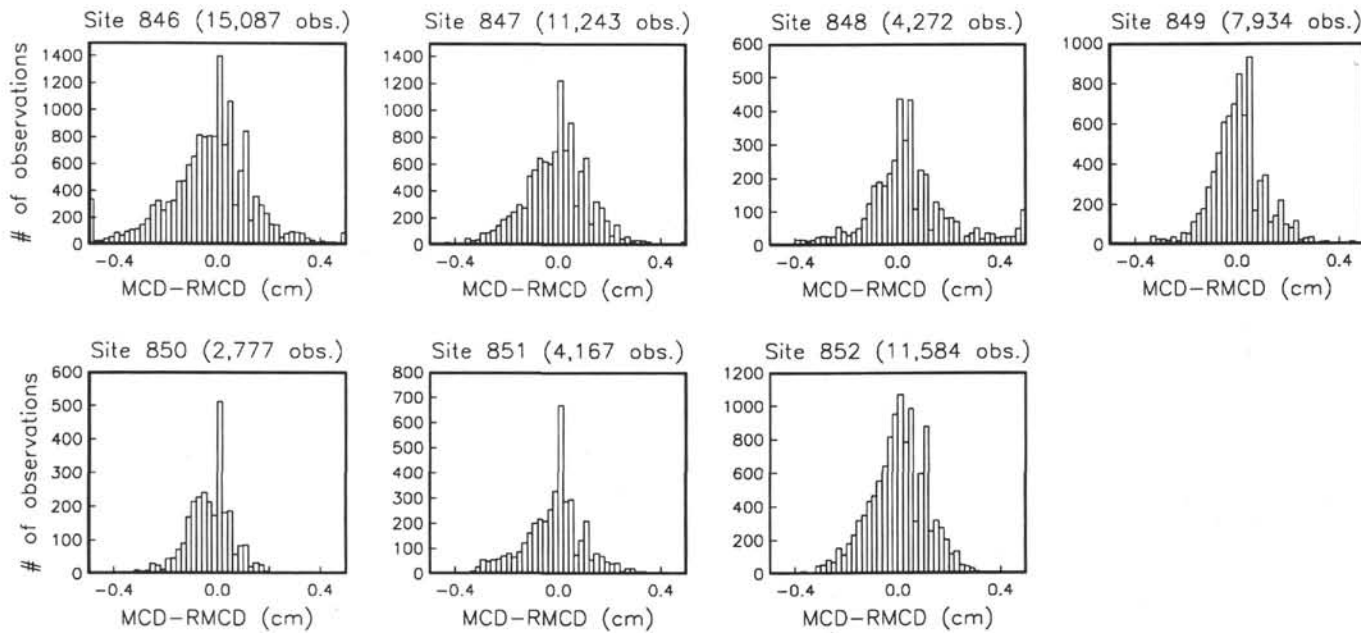 Site 846 (15,087 obs.)
# of observations
1400
1200
1000
800
600
400
200
0
−0.4 0.0 0.4
MCD−RMCD (cm)
Site 847 (11,243 obs.)
1400
1200
1000
800
600
400
200
0
−0.4 0.0 0.4
MCD−RMCD (cm)
Site 848 (4,272 obs.)
600
500
400
300
200
100
0
−0.4 0.0 0.4
MCD−RMCD (cm)
Site 849 (7,934 obs.)
1000
800
600
400
200
0
−0.4 0.0 0.4
MCD−RMCD (cm)
Site 850 (2,777 obs.)
# of observations
600
500
400
300
200
100
0
−0.4 0.0 0.4
MCD−RMCD (cm)
Site 851 (4,167 obs.)
800
700
600
500
400
300
200
100
0
−0.4 0.0 0.4
MCD−RMCD (cm)
Site 852 (11,584 obs.)
1200
1000
800
600
400
200
0
−0.4 0.0 0.4
MCD−RMCD (cm)